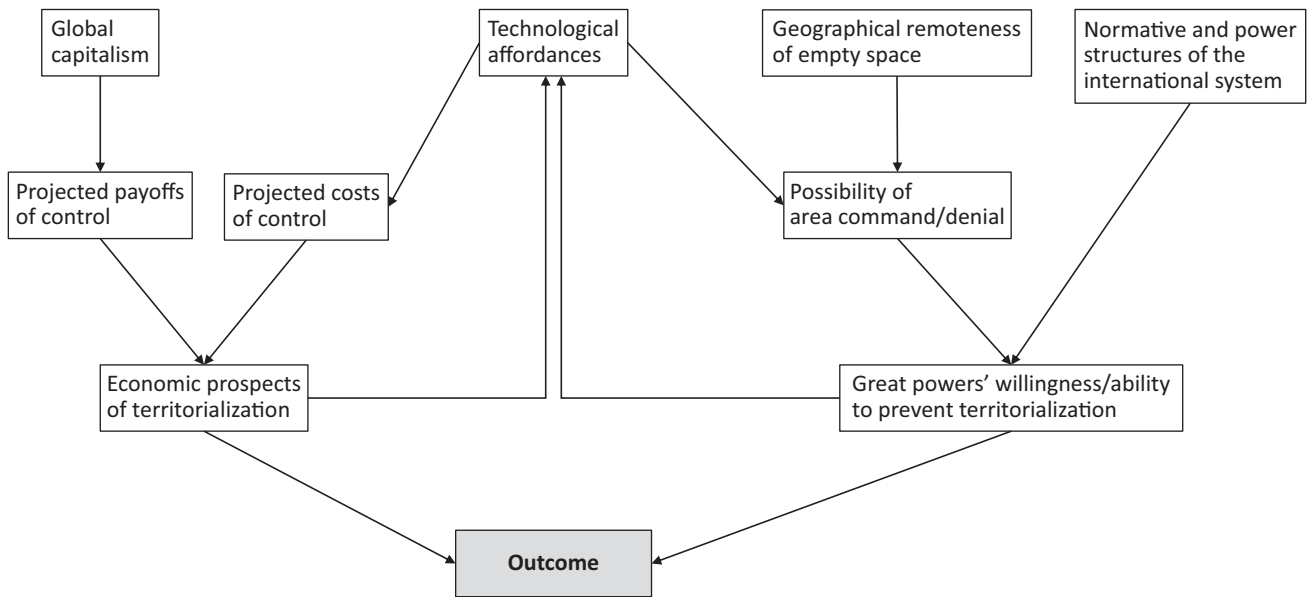 Global
capitalism
Technological
affordances
Geographical remoteness
of empty space
Normative and power
structures of the
international system
Projected payoffs
of control
Projected costs
of control
Possibility of
area command/denial
Economic prospects
of territorialization
Great powers’ willingness/ability
to prevent territorialization
Outcome